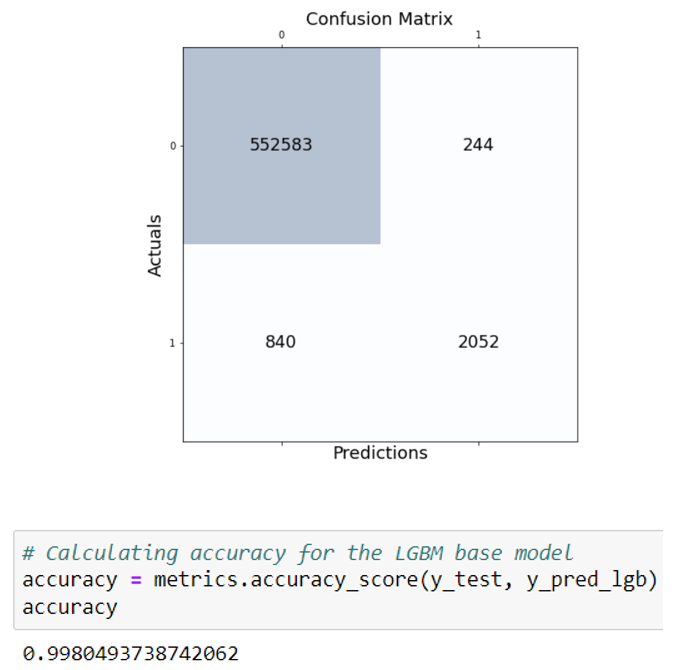 Confusion Matrix
0 1
0 552583 244
Actuals
1 840 2052
Predictions
# Calculating accuracy for the LGBM base model
accuracy = metrics.accuracy_score(y_test, y_pred_lgb)
accuracy
0.9980493738742062